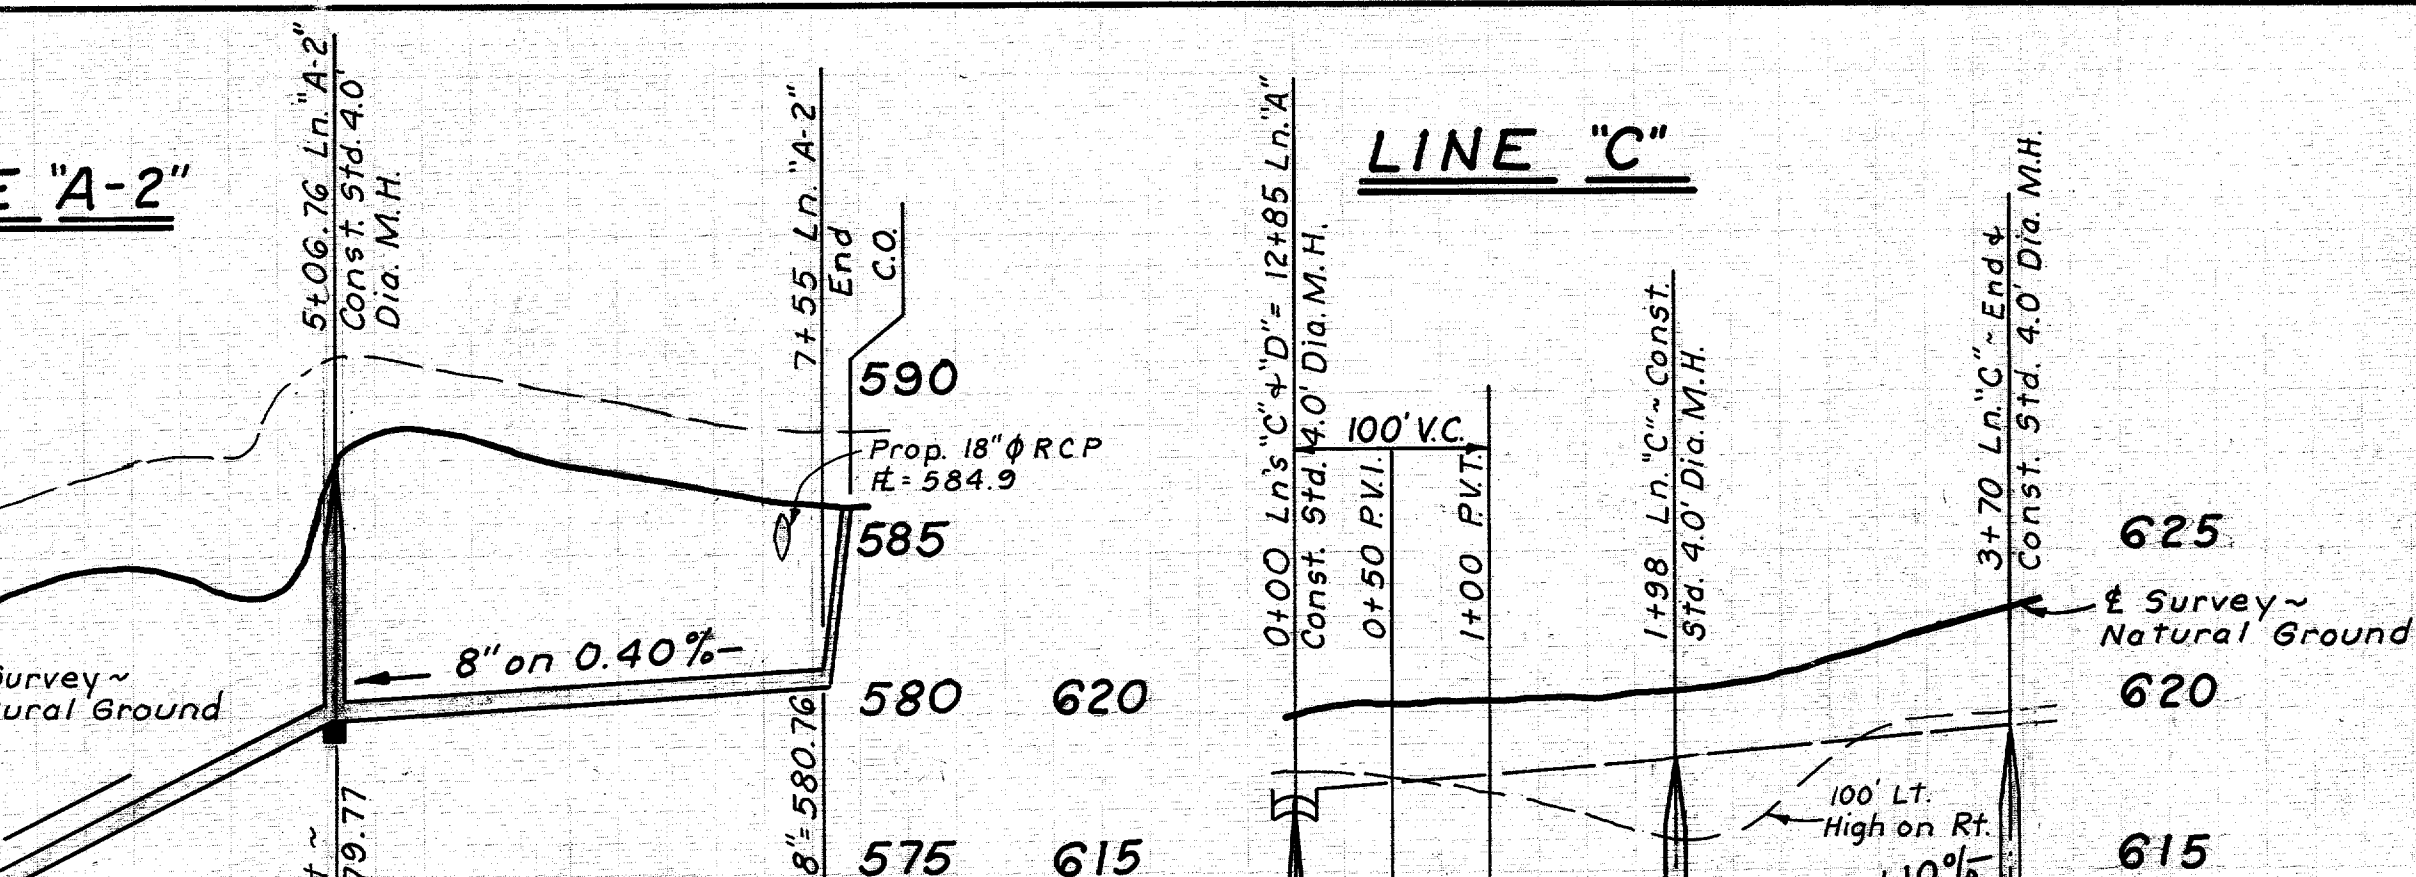 "A-2"
5+06.76 Ln. "A-2"
Const. Std. 4.0'
Dia. M.H.
7+55 Ln. "A-2"
End
C.O.
590
Prop. 18" ϕ R C P
FL = 584.9
585
8" on 0.40%
580
8" = 580.76
575
Survey ~
Ground
79.77
LINE "C"
0+00 Ln's "C" & "D" = 12+85 Ln. "A"
Const. Std. 4.0' Dia. M.H.
100' V.C.
0+50 P.V.I.
1+00 P.V.T.
1+98 Ln. "C" ~ Const.
Std. 4.0' Dia. M.H.
3+70 Ln. "C" ~ End &
Const. Std. 4.0' Dia. M.H.
625
℄ Survey ~
Natural Ground
620
620
100' Lt.
High on Rt.
615
615